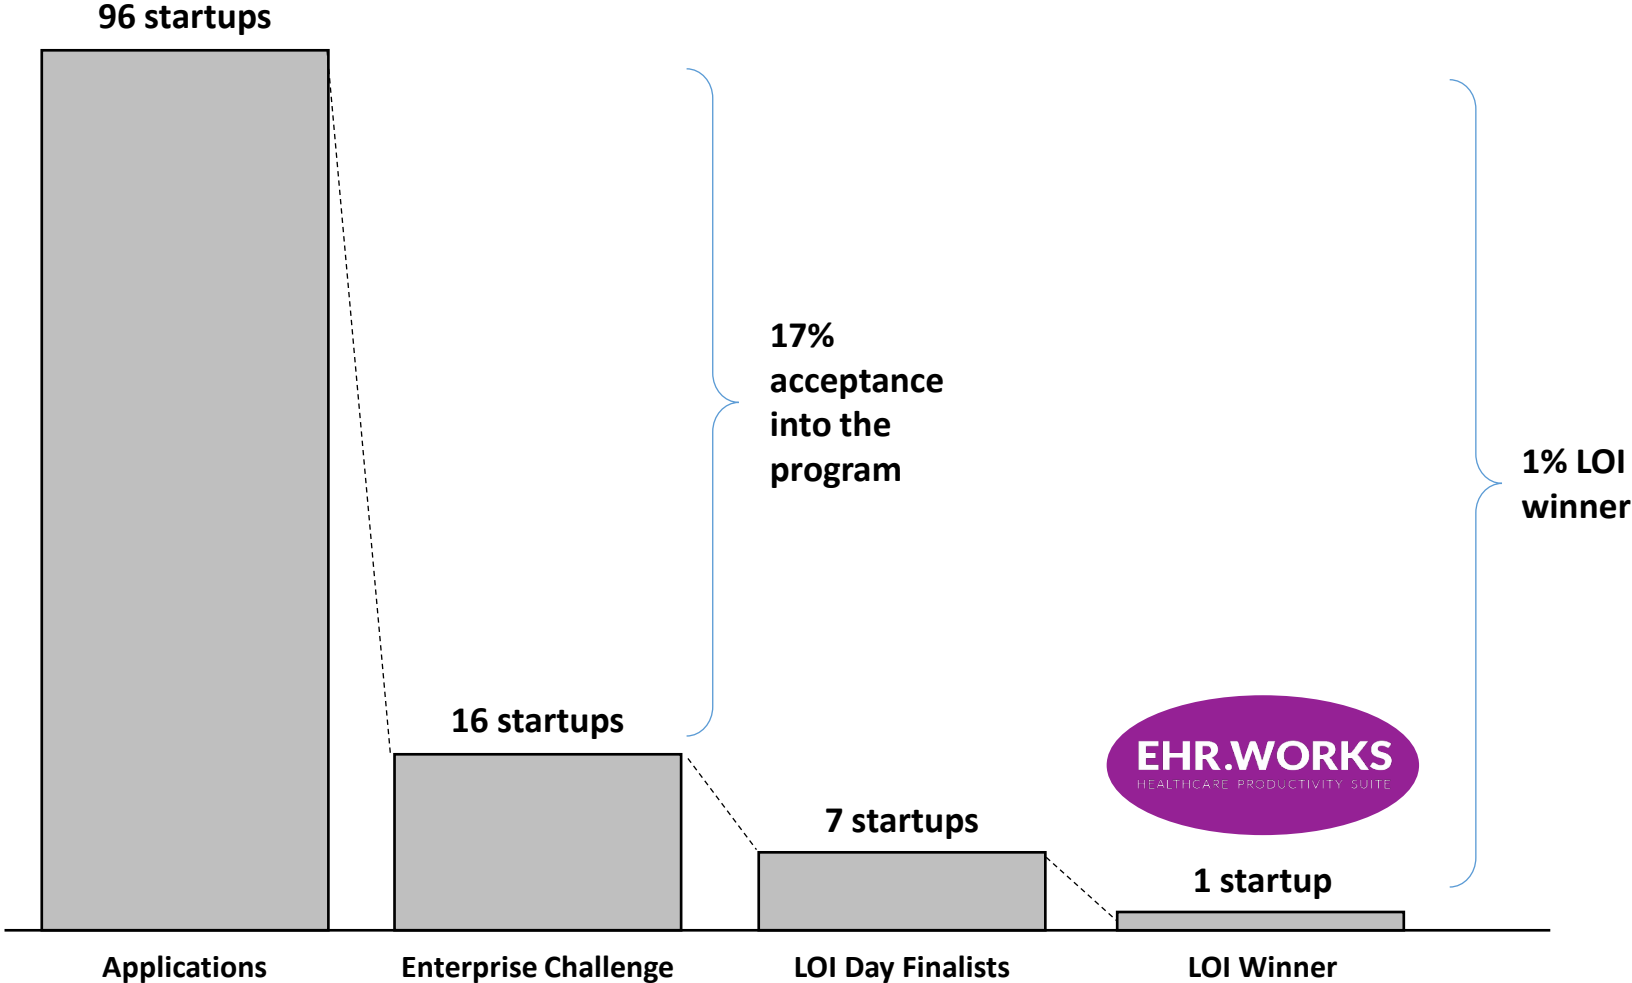 96 startups
17%
acceptance
into the
program
1% LOI
winner
16 startups
EHR.WORKS
HEALTHCARE PRODUCTIVITY SUITE
7 startups
1 startup
Applications
Enterprise Challenge
LOI Day Finalists
LOI Winner